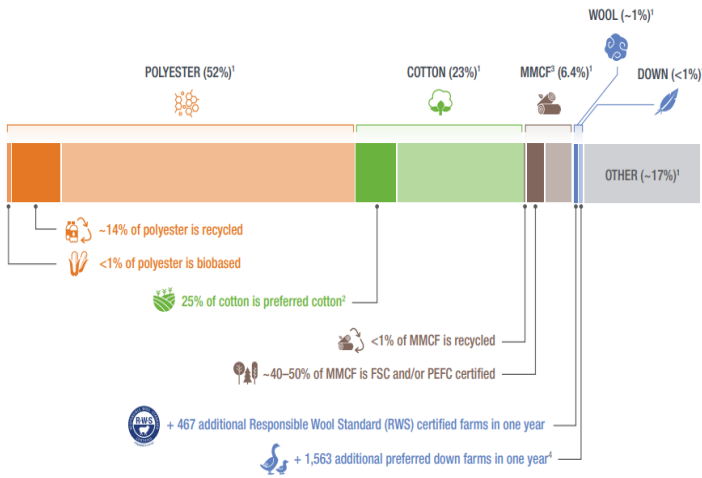 WOOL (~1%)¹
POLYESTER (52%)¹
COTTON (23%)¹
MMCF³ (6.4%)¹
DOWN (<1%)
OTHER (~17%)¹
~14% of polyester is recycled
<1% of polyester is biobased
25% of cotton is preferred cotton²
<1% of MMCF is recycled
~40–50% of MMCF is FSC and/or PEFC certified
RWS
+ 467 additional Responsible Wool Standard (RWS) certified farms in one year
+ 1,563 additional preferred down farms in one year⁴